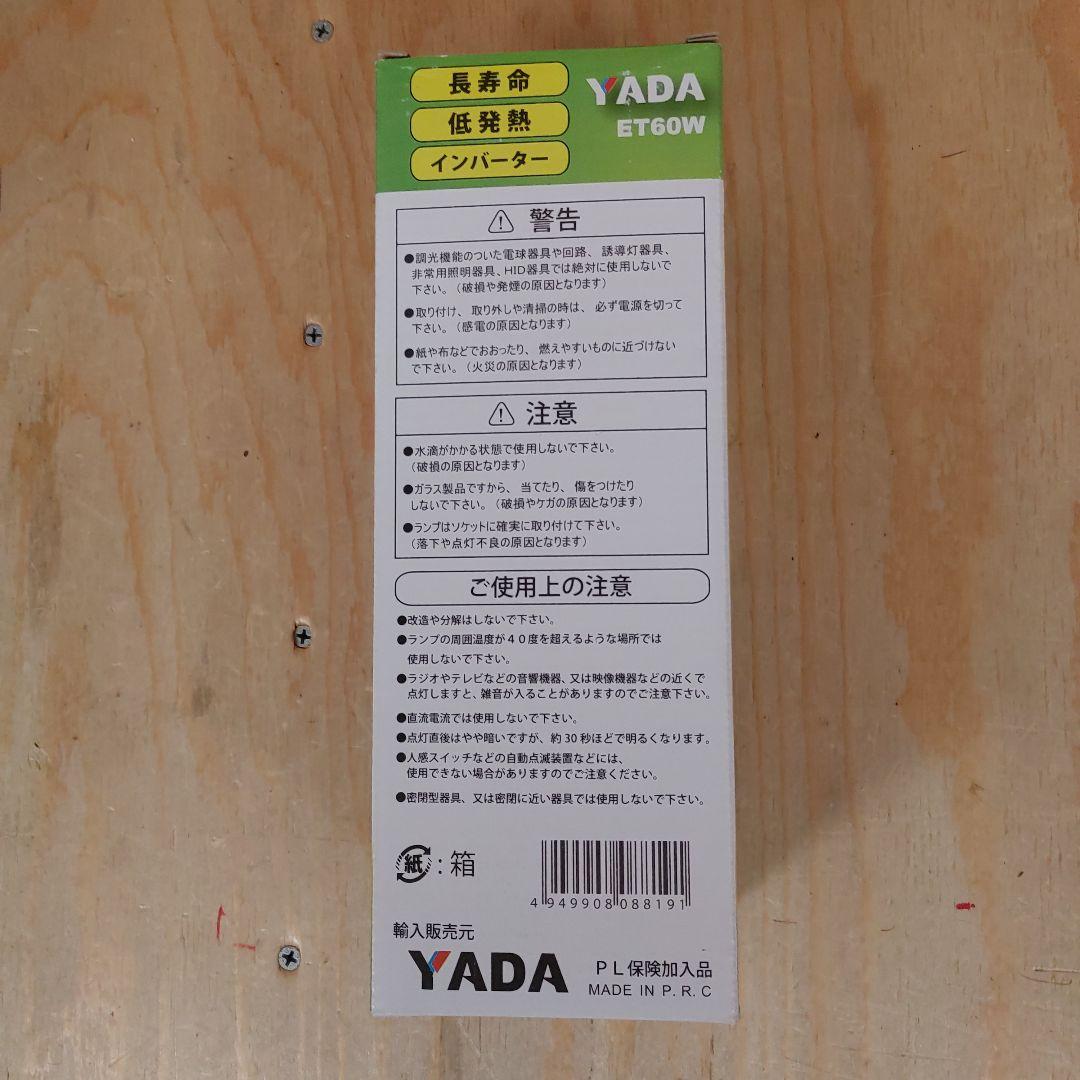 長寿命
低発熱
インバーター
YADA
ET60W
警告
●調光機能のついた電球器具や回路、誘導灯器具、
非常用照明器具、HID器具では絶対に使用しないで
下さい。（破損や発煙の原因となります）
●取り付け、取り外しや清掃の時は、必ず電源を切って
下さい。（感電の原因となります）
●紙や布などでおおったり、燃えやすいものに近づけない
で下さい。（火災の原因となります）
注意
●水滴がかかる状態で使用しないで下さい。
（破損の原因となります）
●ガラス製品ですから、当てたり、傷をつけたり
しないで下さい。（破損やケガの原因となります）
●ランプはソケットに確実に取り付けて下さい。
（落下や点灯不良の原因となります）
ご使用上の注意
●改造や分解はしないで下さい。
●ランプの周囲温度が４０度を超えるような場所では
使用しないで下さい。
●ラジオやテレビなどの音響機器、又は映像機器などの近くで
点灯しますと、雑音が入ることがありますのでご注意下さい。
●直流電流では使用しないで下さい。
●点灯直後はやや暗いですが、約30秒ほどで明るくなります。
●人感スイッチなどの自動点滅装置などには、
使用できない場合がありますのでご注意ください。
●密閉型器具、又は密閉に近い器具では使用しないで下さい。
紙：箱
4 949908 088191
輸入販売元
YADA
ＰＬ保険加入品
MADE IN P. R. C